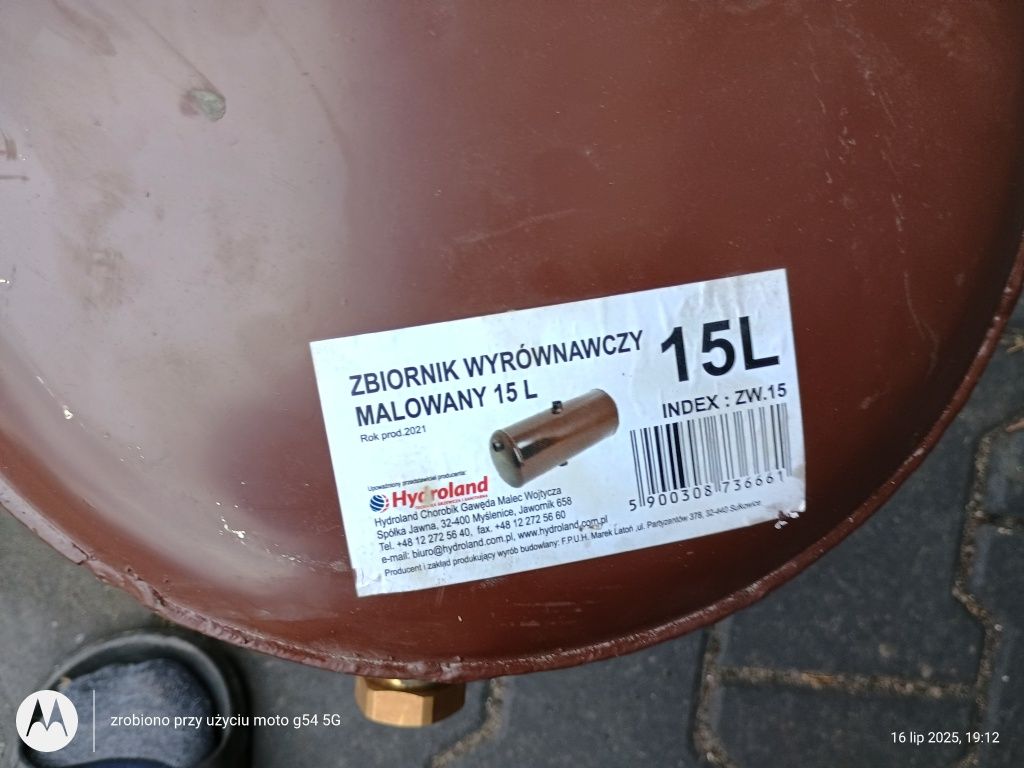 ZBIORNIK WYRÓWNAWCZY
MALOWANY 15 L
15L
Rok prod.2021
INDEX : ZW.15
Upoważniony przedstawiciel producenta:
Hydroland
TECHNIKA GRZEWCZA I SANITARNA
Hydroland Chorobik Gawęda Malec Wojtycza
Spółka Jawna, 32-400 Myślenice, Jawornik 658
Tel. +48 12 272 56 40, fax. +48 12 272 56 60
e-mail: biuro@hydroland.com.pl, www.hydroland.com.pl
Producent i zakład produkujący wyrób budowlany: F.P.U.H. Marek Latoń ,ul. Partyzantów 378, 32-440 Sułkowice
5 900308 736661
zrobiono przy użyciu moto g54 5G
16 lip 2025, 19:12